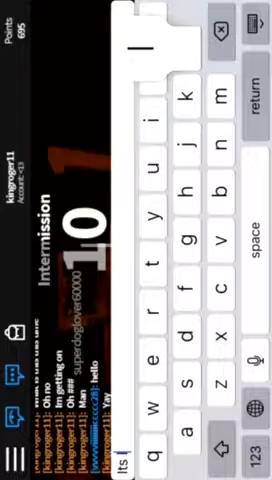 kingroger11
Account: <13
Points
695
Intermission
10
superdoglover60000
[kingroger11]: Oh no
[kingroger11]: Im getting on
[kingroger11]: Oh ###
[kingroger11]: Man
hello
[kingroger11]: Yay
Its
q w e r t y u i
a s d f g h j k
z x c v b n m
123 space return